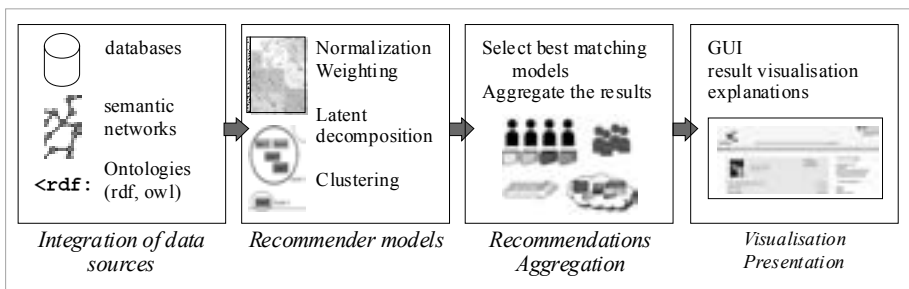 databases
semantic
networks
<rdf:
Ontologies
(rdf, owl)
Integration of data
sources
Normalization
Weighting
Latent
decomposition
Clustering
Recommender models
Select best matching
models
Aggregate the results
Recommendations
Aggregation
GUI
result visualisation
explanations
Visualisation
Presentation